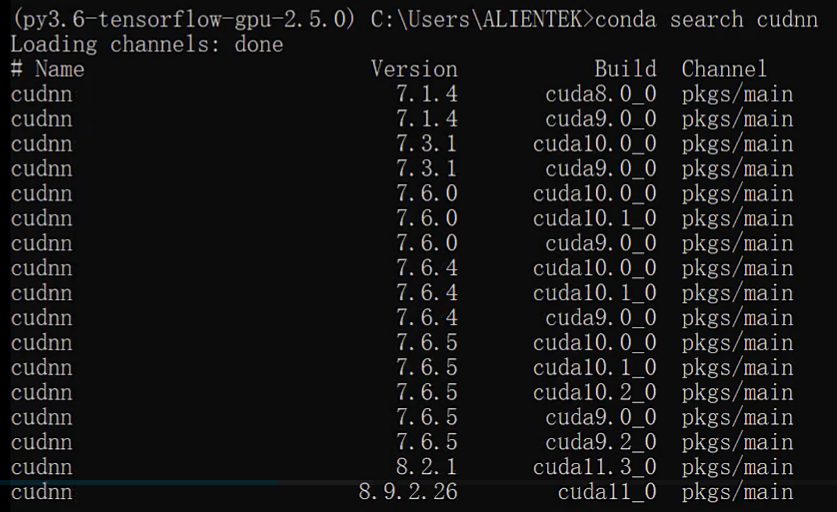 (py3.6-tensorflow-gpu-2.5.0) C:\Users\ALIENTEK>conda search cudnn
Loading channels: done
# Name Version Build Channel
cudnn 7.1.4 cuda8.0_0 pkgs/main
cudnn 7.1.4 cuda9.0_0 pkgs/main
cudnn 7.3.1 cuda10.0_0 pkgs/main
cudnn 7.3.1 cuda9.0_0 pkgs/main
cudnn 7.6.0 cuda10.0_0 pkgs/main
cudnn 7.6.0 cuda10.1_0 pkgs/main
cudnn 7.6.0 cuda9.0_0 pkgs/main
cudnn 7.6.4 cuda10.0_0 pkgs/main
cudnn 7.6.4 cuda10.1_0 pkgs/main
cudnn 7.6.4 cuda9.0_0 pkgs/main
cudnn 7.6.5 cuda10.0_0 pkgs/main
cudnn 7.6.5 cuda10.1_0 pkgs/main
cudnn 7.6.5 cuda10.2_0 pkgs/main
cudnn 7.6.5 cuda9.0_0 pkgs/main
cudnn 7.6.5 cuda9.2_0 pkgs/main
cudnn 8.2.1 cuda11.3_0 pkgs/main
cudnn 8.9.2.26 cuda11_0 pkgs/main